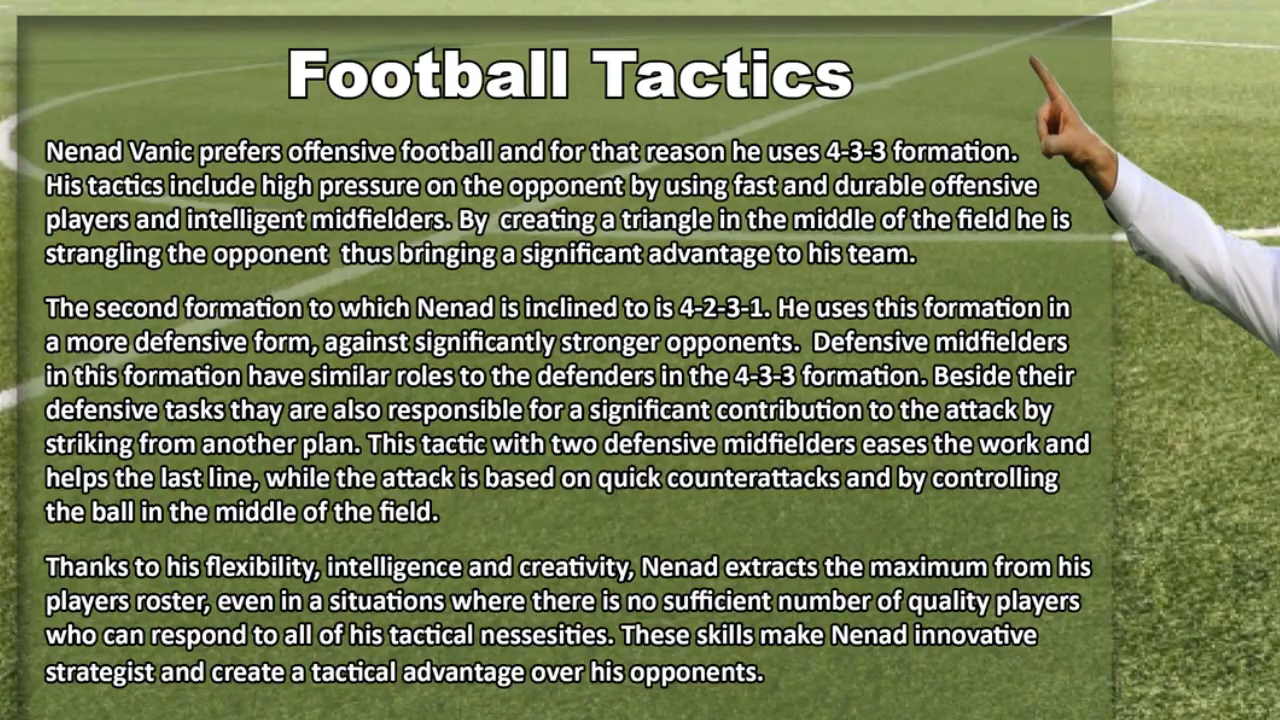 Football Tactics
Nenad Vanic prefers offensive football and for that reason he uses 4-3-3 formation.
His tactics include high pressure on the opponent by using fast and durable offensive
players and intelligent midfielders. By  creating a triangle in the middle of the field he is
strangling the opponent  thus bringing a significant advantage to his team.
The second formation to which Nenad is inclined to is 4-2-3-1. He uses this formation in
a more defensive form, against significantly stronger opponents.  Defensive midfielders
in this formation have similar roles to the defenders in the 4-3-3 formation. Beside their
defensive tasks thay are also responsible for a significant contribution to the attack by
striking from another plan. This tactic with two defensive midfielders eases the work and
helps the last line, while the attack is based on quick counterattacks and by controlling
the ball in the middle of the field.
Thanks to his flexibility, intelligence and creativity, Nenad extracts the maximum from his
players roster, even in a situations where there is no sufficient number of quality players
who can respond to all of his tactical nessesities. These skills make Nenad innovative
strategist and create a tactical advantage over his opponents.